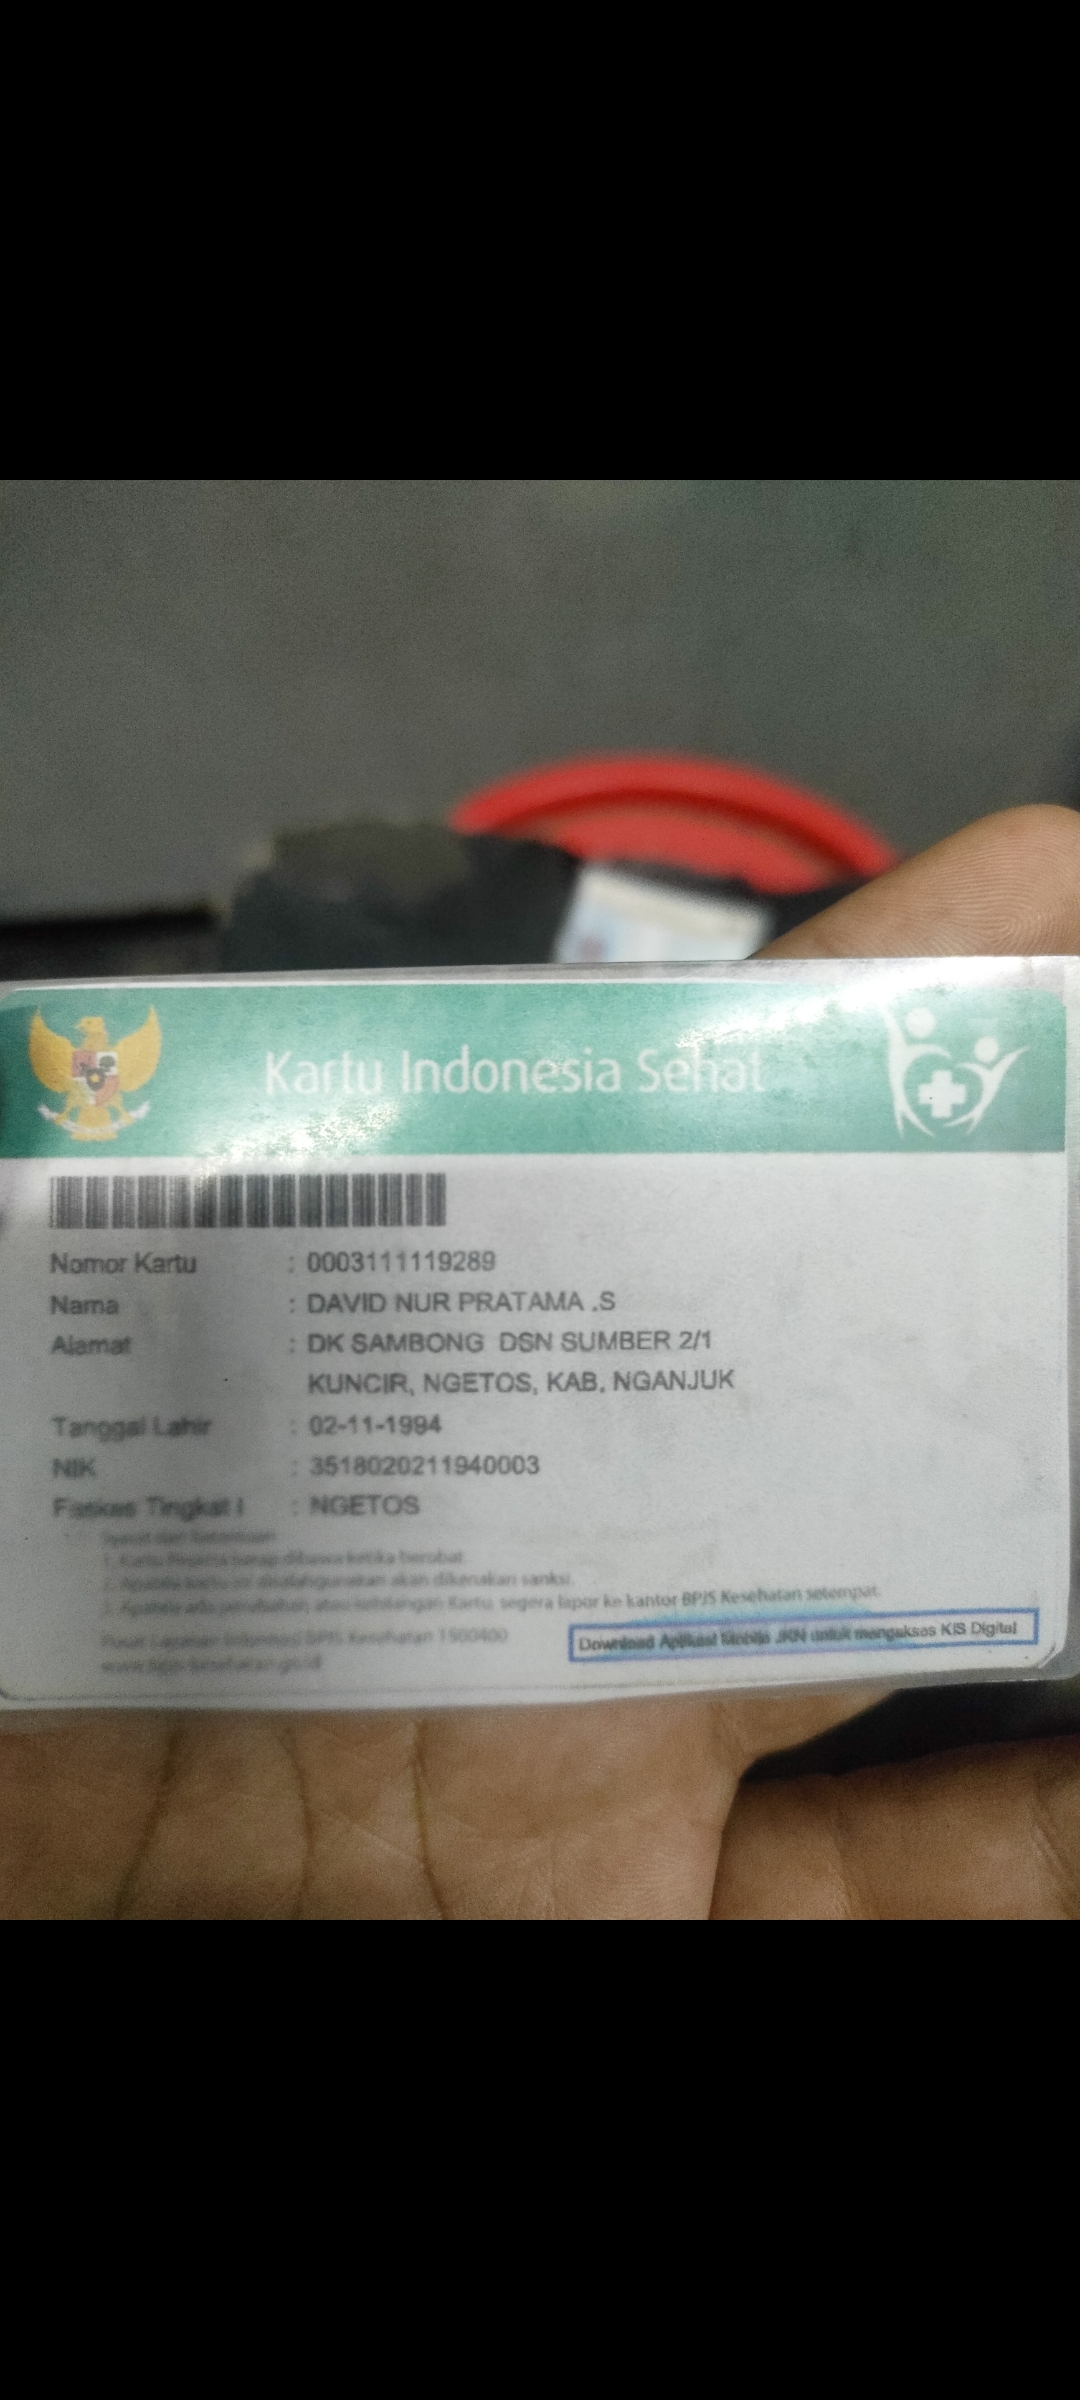 Kartu Indonesia Sehat
Nomor Kartu : 0003111119289
Nama : DAVID NUR PRATAMA .S
Alamat : DK SAMBONG DSN SUMBER 2/1
KUNCIR, NGETOS, KAB. NGANJUK
Tanggal Lahir : 02-11-1994
NIK : 3518020211940003
Faskes Tingkat I : NGETOS
Syarat dan Ketentuan
1. Kartu Peserta harap dibawa ketika berobat.
2. Apabila kartu ini disalahgunakan akan dikenakan sanksi.
3. Apabila ada perubahan atau kehilangan Kartu, segera lapor ke kantor BPJS Kesehatan setempat.
Pusat Layanan Informasi BPJS Kesehatan 1500400
www.bpjs-kesehatan.go.id
Download Aplikasi Mobile JKN untuk mengakses KIS Digital